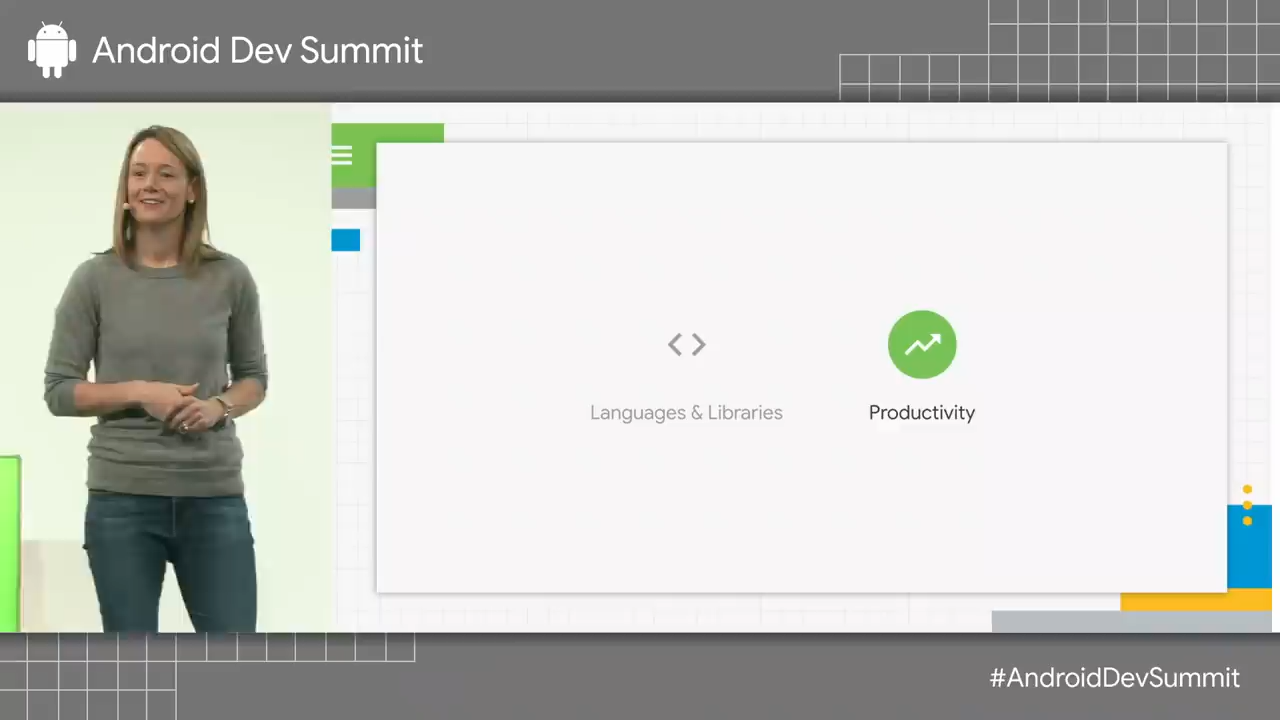 Android Dev Summit
Languages & Libraries
Productivity
#AndroidDevSummit